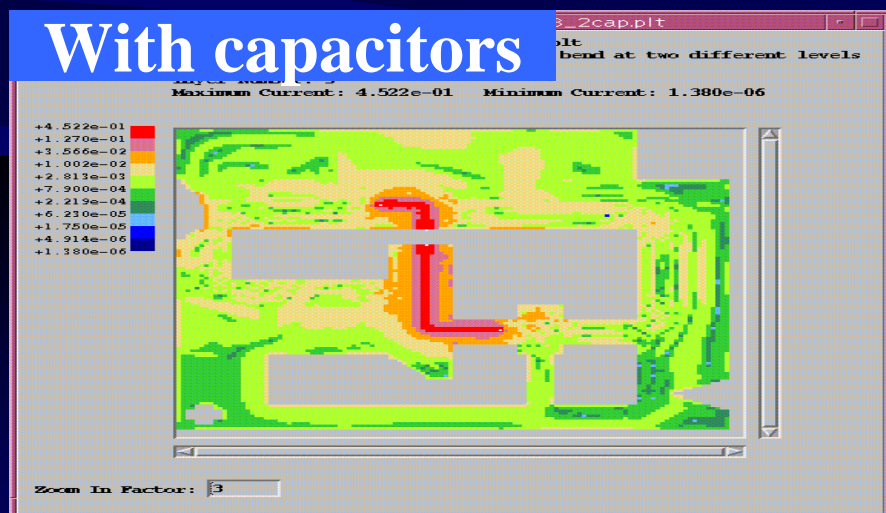 With capacitors
3_2cap.plt
plt
bend at two different levels
Maximum Current: 4.522e-01 Minimum Current: 1.380e-06
+4.522e-01
+1.270e-01
+3.566e-02
+1.002e-02
+2.813e-03
+7.900e-04
+2.219e-04
+6.230e-05
+1.750e-05
+4.914e-06
+1.380e-06
Zoom In Factor: 3